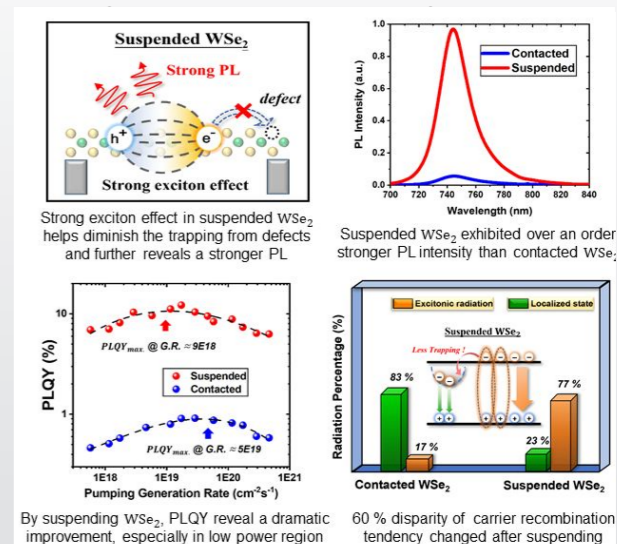 Suspended WSe₂
Strong PL
defect
h⁺
e⁻
Strong exciton effect
Strong exciton effect in suspended WSe₂
helps diminish the trapping from defects
and further reveals a stronger PL
PL Intensity (a.u.)
1.0
0.8
0.6
0.4
0.2
0.0
Contacted
Suspended
700 720 740 760 780 800 820 840
Wavelength (nm)
Suspended WSe₂ exhibited over an order
stronger PL intensity than contacted WSe₂
PLQY (%)
10
1
PLQY max. @ G.R. ≈ 9E18
Suspended
Contacted
PLQY max. @ G.R. ≈ 5E19
1E18 1E19 1E20 1E21
Pumping Generation Rate (cm⁻²s⁻¹)
By suspending WSe₂, PLQY reveal a dramatic
improvement, especially in low power region
Radiation Percentage (%)
Excitonic radiation
Localized state
Suspended WSe₂
Less Trapping !
83 %
17 %
23 %
77 %
Contacted WSe₂
Suspended WSe₂
60 % disparity of carrier recombination
tendency changed after suspending